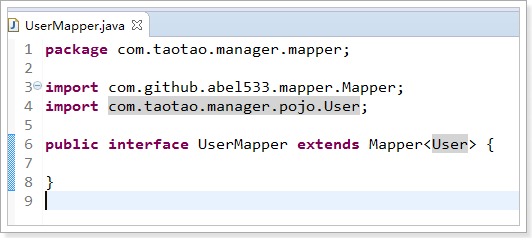 UserMapper.java
1 package com.taotao.manager.mapper;
2
3 import com.github.abel533.mapper.Mapper;
4 import com.taotao.manager.pojo.User;
5
6 public interface UserMapper extends Mapper<User> {
7
8 }
9